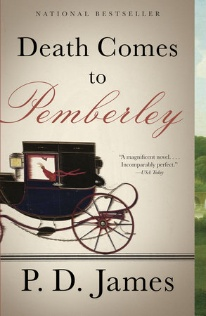 NATIONAL BESTSELLER
Death Comes
to
Pemberley
"A magnificent novel. . . .
Incomparably perfect."
—USA Today
P. D. James